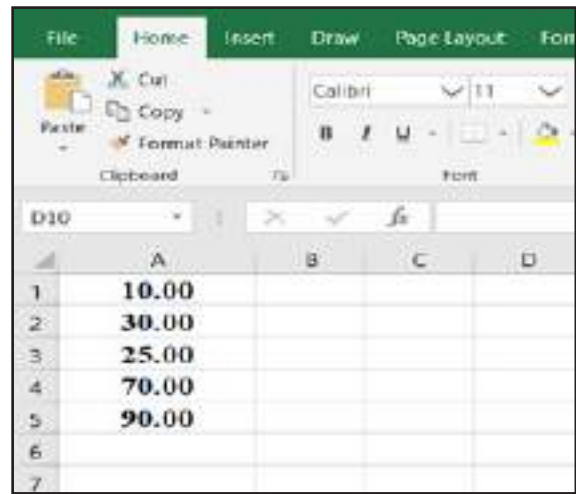 File Home Insert Draw Page Layout For
Cut
Copy
Paste
Format Painter
Calibri 11
B I U
Clipboard Font
D10 fx
A B C D
1 10.00
2 30.00
3 25.00
4 70.00
5 90.00
6
7